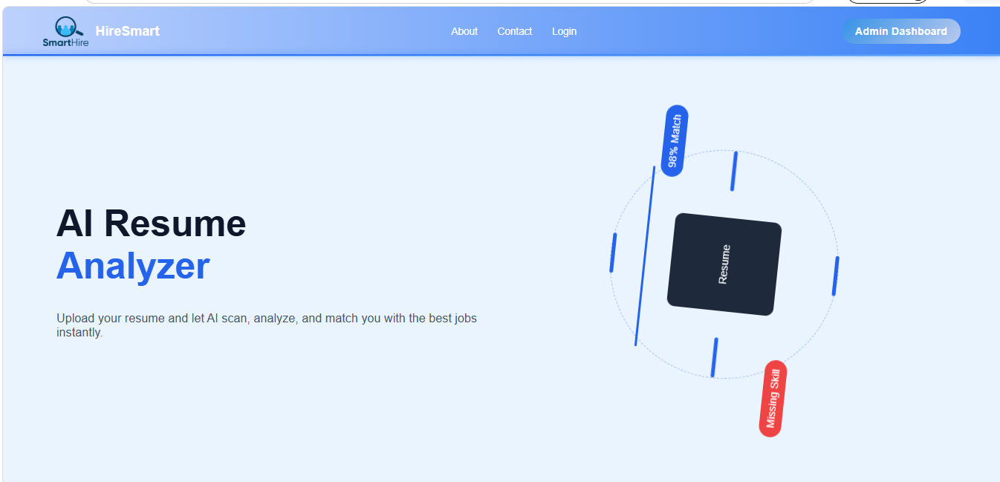 SmartHire
HireSmart
About
Contact
Login
Admin Dashboard
AI Resume
Analyzer
Upload your resume and let AI scan, analyze, and match you with the best jobs
instantly.
98% Match
Resume
Missing Skill